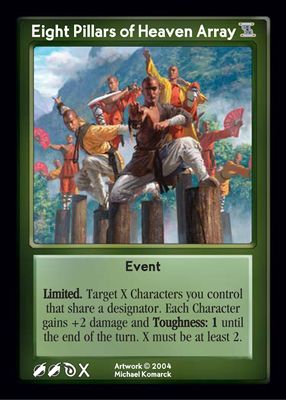 Eight Pillars of Heaven Array
Event
Limited. Target X Characters you control
that share a designator. Each Character
gains +2 damage and Toughness: 1 until
the end of the turn. X must be at least 2.
Artwork © 2004
Michael Komarck
X